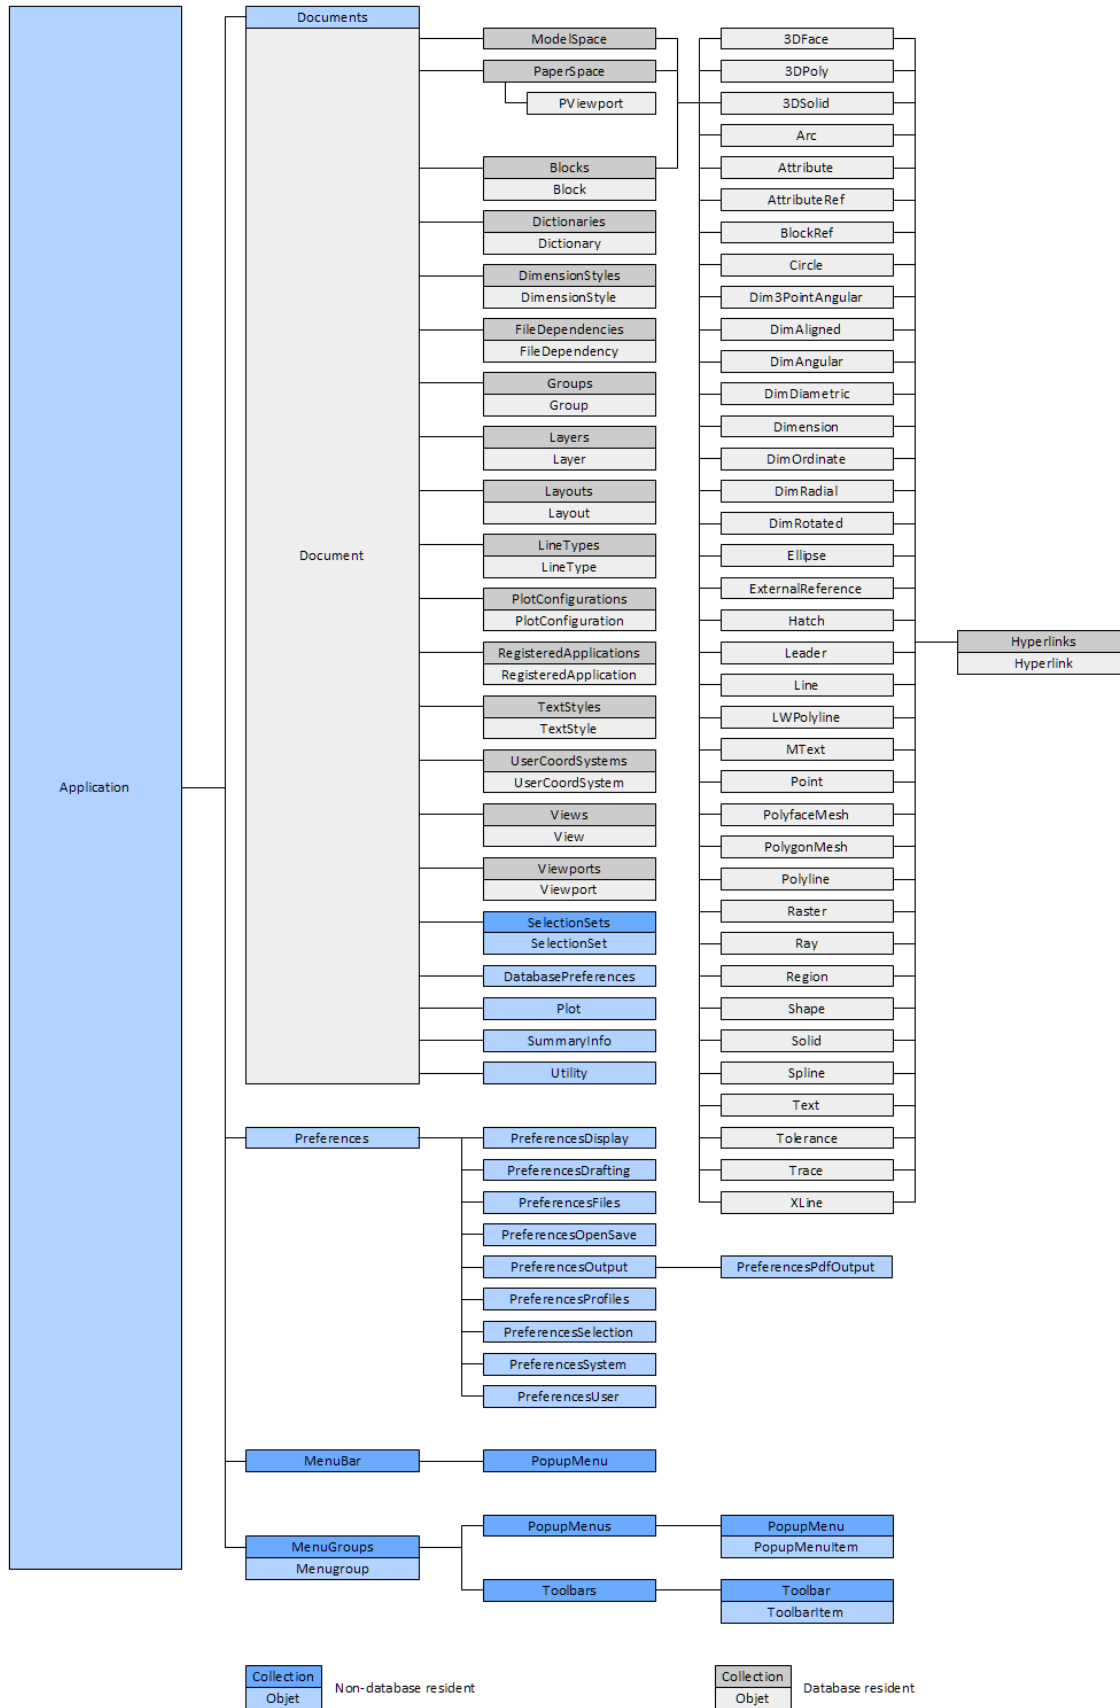 Application
Documents
Document
ModelSpace
PaperSpace
PViewport
Blocks
Block
Dictionaries
Dictionary
DimensionStyles
DimensionStyle
FileDependencies
FileDependency
Groups
Group
Layers
Layer
Layouts
Layout
LineTypes
LineType
PlotConfigurations
PlotConfiguration
RegisteredApplications
RegisteredApplication
TextStyles
TextStyle
UserCoordSystems
UserCoordSystem
Views
View
Viewports
Viewport
SelectionSets
SelectionSet
DatabasePreferences
Plot
SummaryInfo
Utility
3DFace
3DPoly
3DSolid
Arc
Attribute
AttributeRef
BlockRef
Circle
Dim3PointAngular
DimAligned
DimAngular
DimDiametric
Dimension
DimOrdinate
DimRadial
DimRotated
Ellipse
ExternalReference
Hatch
Leader
Line
LWPolyline
MText
Point
PolyfaceMesh
PolygonMesh
Polyline
Raster
Ray
Region
Shape
Solid
Spline
Text
Tolerance
Trace
XLine
Hyperlinks
Hyperlink
Preferences
PreferencesDisplay
PreferencesDrafting
PreferencesFiles
PreferencesOpenSave
PreferencesOutput
PreferencesPdfOutput
PreferencesProfiles
PreferencesSelection
PreferencesSystem
PreferencesUser
MenuBar
PopupMenu
MenuGroups
Menugroup
PopupMenus
PopupMenu
PopupMenuItem
Toolbars
Toolbar
ToolbarItem
Collection
Objet
Non-database resident
Collection
Objet
Database resident